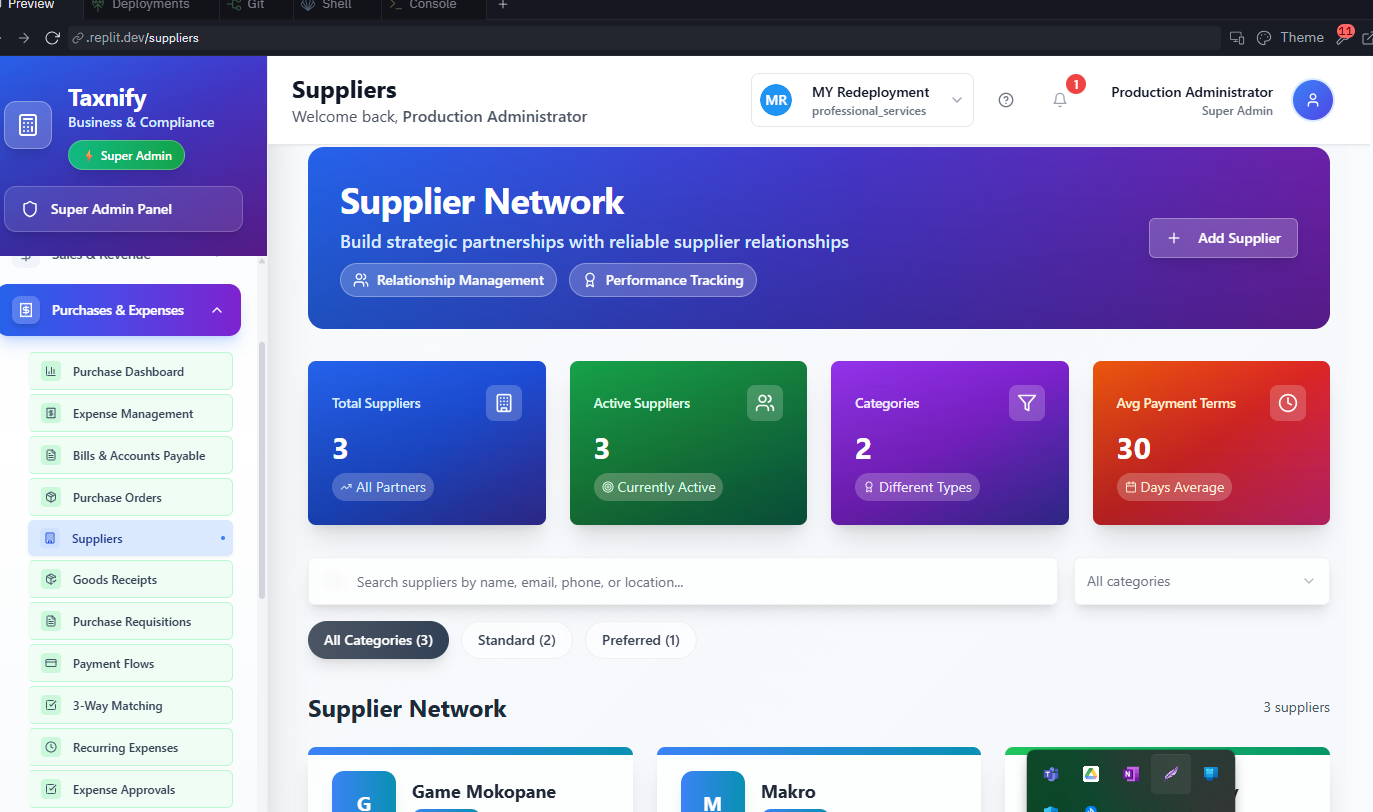 Preview
Deployments
Git
Shell
Console
.replit.dev/suppliers
Theme
11
Taxnify
Business & Compliance
Super Admin
Super Admin Panel
Sales & Revenue
Purchases & Expenses
Purchase Dashboard
Expense Management
Bills & Accounts Payable
Purchase Orders
Suppliers
Goods Receipts
Purchase Requisitions
Payment Flows
3-Way Matching
Recurring Expenses
Expense Approvals
Suppliers
Welcome back, Production Administrator
MR
MY Redeployment
professional_services
1
Production Administrator
Super Admin
Supplier Network
Build strategic partnerships with reliable supplier relationships
Relationship Management
Performance Tracking
Add Supplier
Total Suppliers
3
All Partners
Active Suppliers
3
Currently Active
Categories
2
Different Types
Avg Payment Terms
30
Days Average
Search suppliers by name, email, phone, or location...
All categories
All Categories (3)
Standard (2)
Preferred (1)
Supplier Network
3 suppliers
G
Game Mokopane
M
Makro